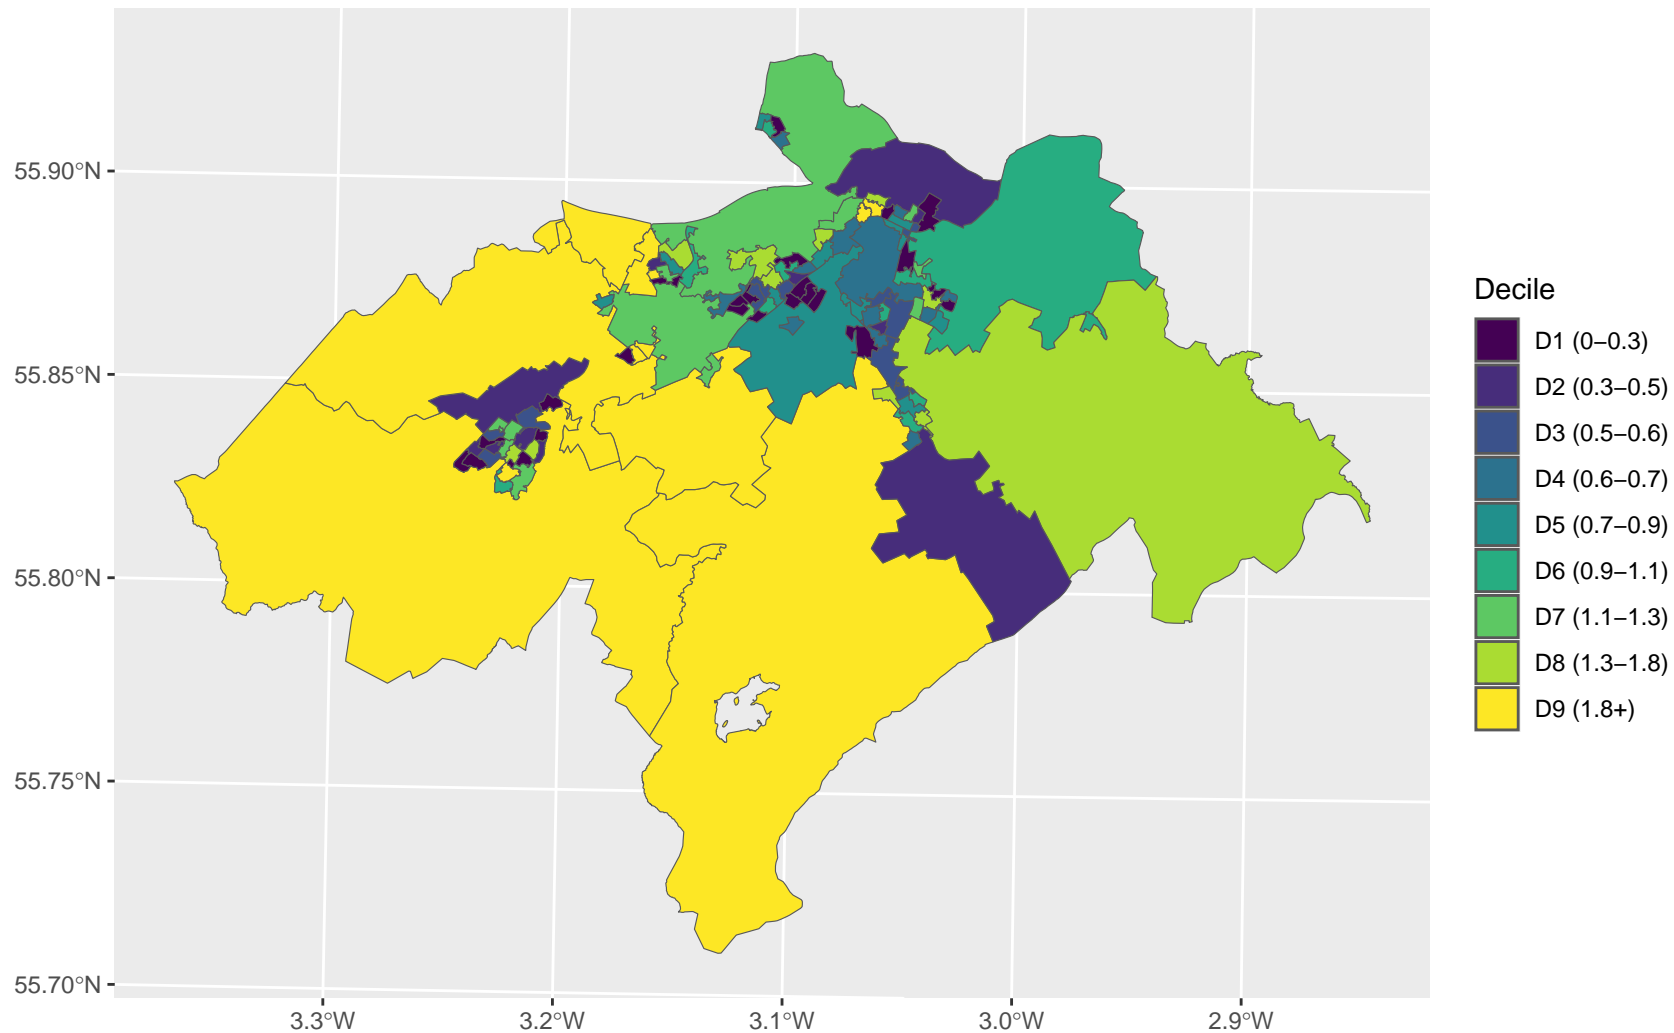 55.90°N
55.85°N
55.80°N
55.75°N
55.70°N
3.3°W
3.2°W
3.1°W
3.0°W
2.9°W
Decile
D1 (0–0.3)
D2 (0.3–0.5)
D3 (0.5–0.6)
D4 (0.6–0.7)
D5 (0.7–0.9)
D6 (0.9–1.1)
D7 (1.1–1.3)
D8 (1.3–1.8)
D9 (1.8+)